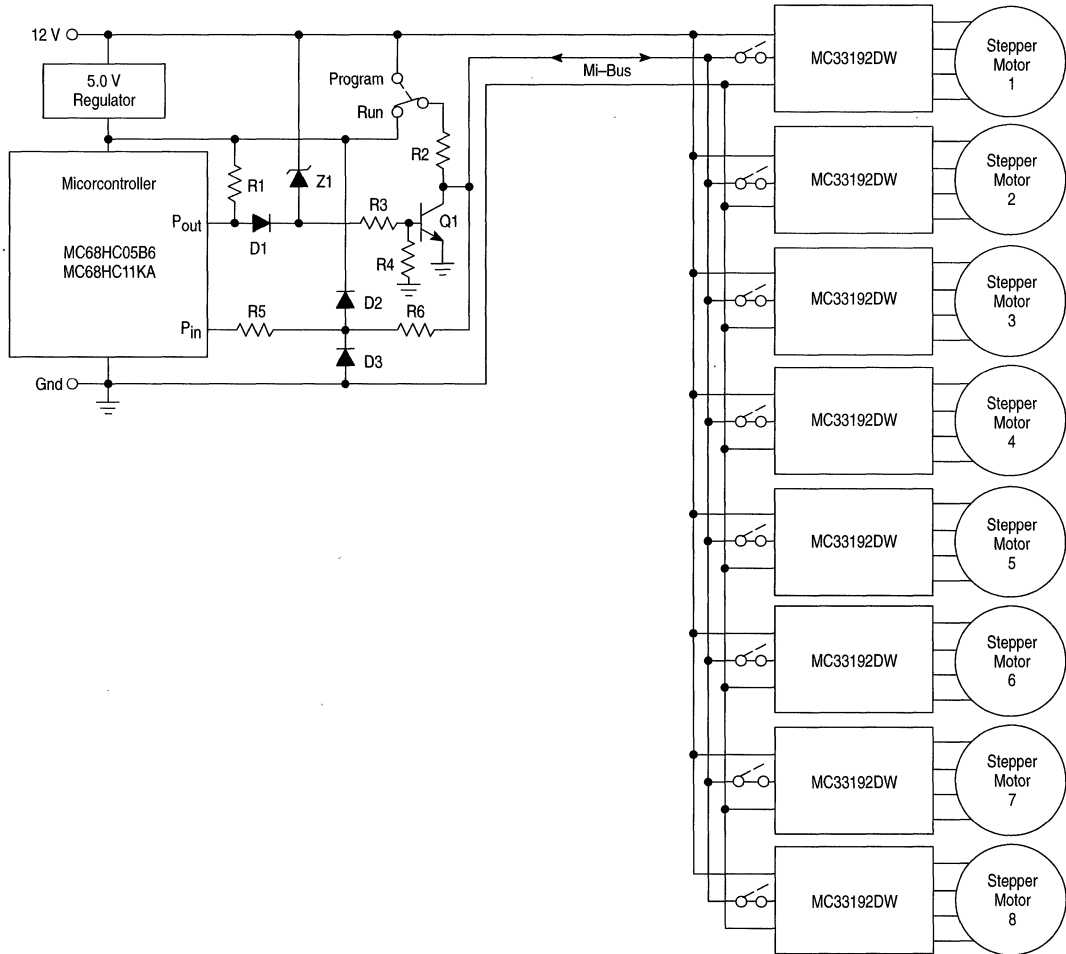 12 V
5.0 V
Regulator
Program
Run
Mi–Bus
R2
Micorcontroller
R1
Z1
Pout
D1
R3
Q1
R4
MC68HC05B6
MC68HC11KA
D2
Pin
R5
R6
D3
Gnd
MC33192DW
Stepper
Motor
1
MC33192DW
Stepper
Motor
2
MC33192DW
Stepper
Motor
3
MC33192DW
Stepper
Motor
4
MC33192DW
Stepper
Motor
5
MC33192DW
Stepper
Motor
6
MC33192DW
Stepper
Motor
7
MC33192DW
Stepper
Motor
8